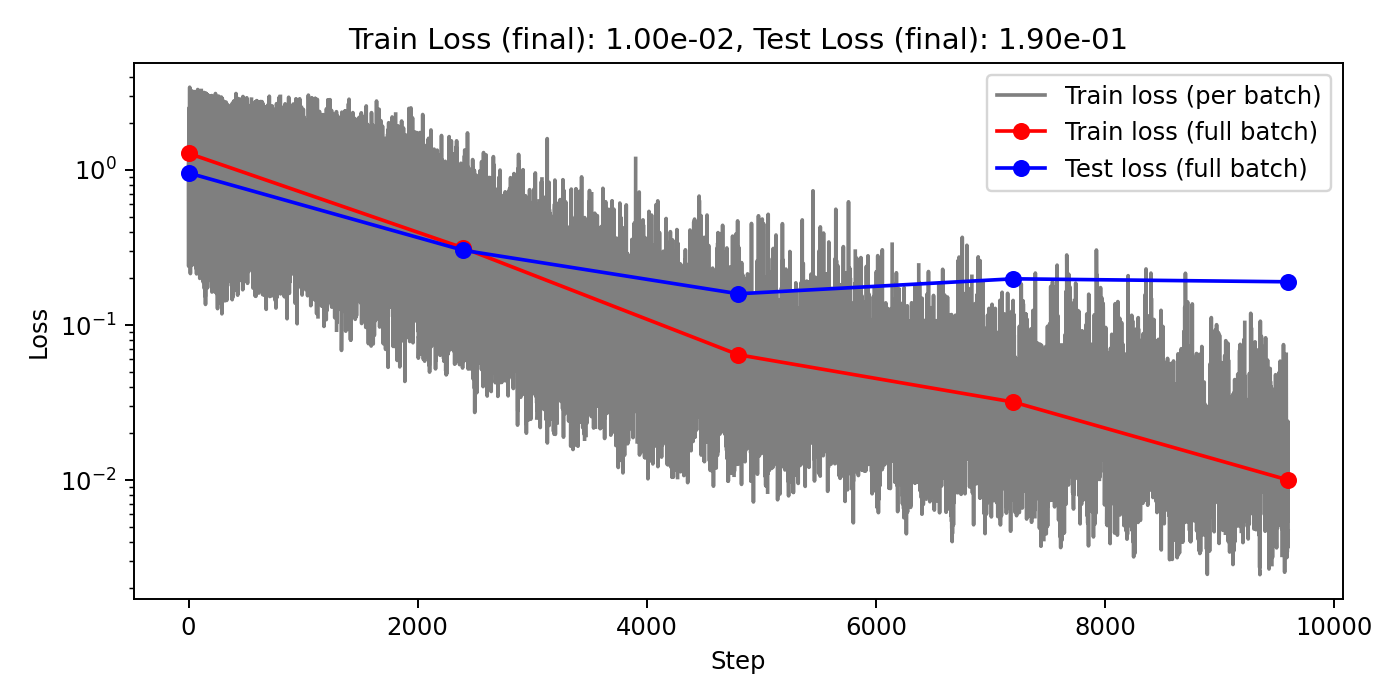 Train Loss (final): 1.00e-02, Test Loss (final): 1.90e-01
Train loss (per batch)
Train loss (full batch)
Test loss (full batch)
Loss
10⁰
10⁻¹
10⁻²
0 2000 4000 6000 8000 10000
Step